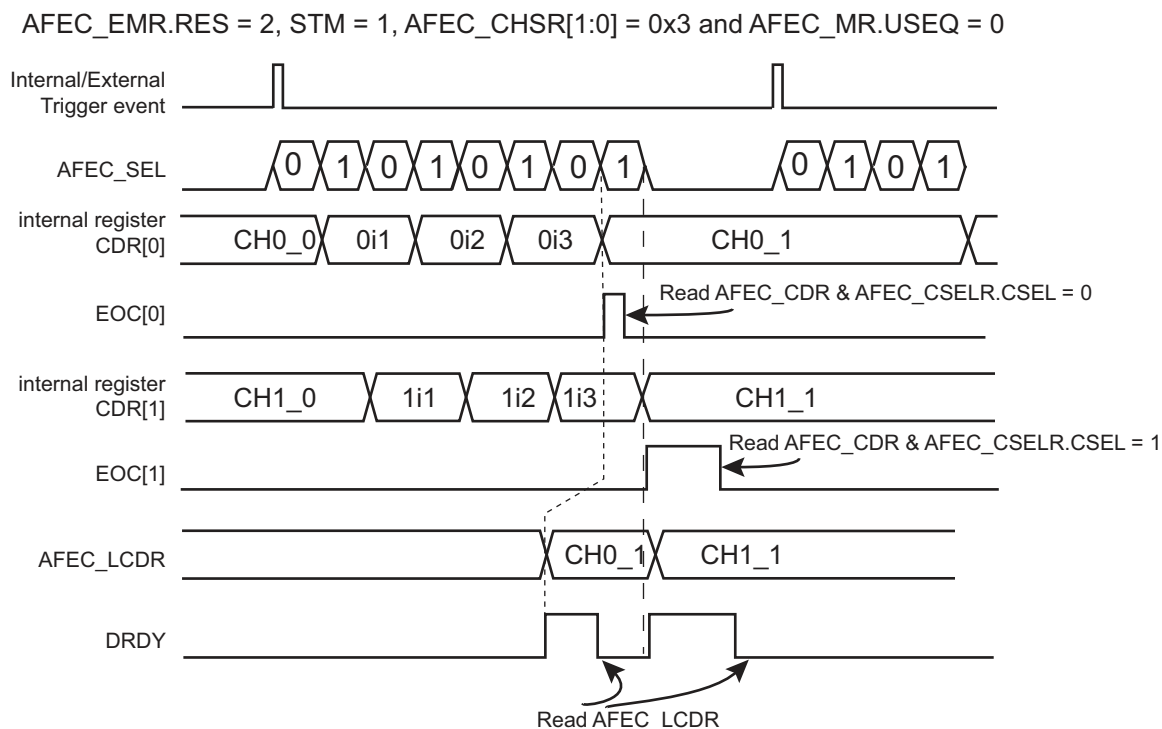 AFEC_EMR.RES = 2, STM = 1, AFEC_CHSR[1:0] = 0x3 and AFEC_MR.USEQ = 0
Internal/External
Trigger event
AFEC_SEL
0 1 0 1 0 1 0 1 0 1 0 1
internal register
CDR[0]
CH0_0 0i1 0i2 0i3 CH0_1
EOC[0]
Read AFEC_CDR & AFEC_CSELR.CSEL = 0
internal register
CDR[1]
CH1_0 1i1 1i2 1i3 CH1_1
EOC[1]
Read AFEC_CDR & AFEC_CSELR.CSEL = 1
AFEC_LCDR
CH0_1 CH1_1
DRDY
Read AFEC_LCDR